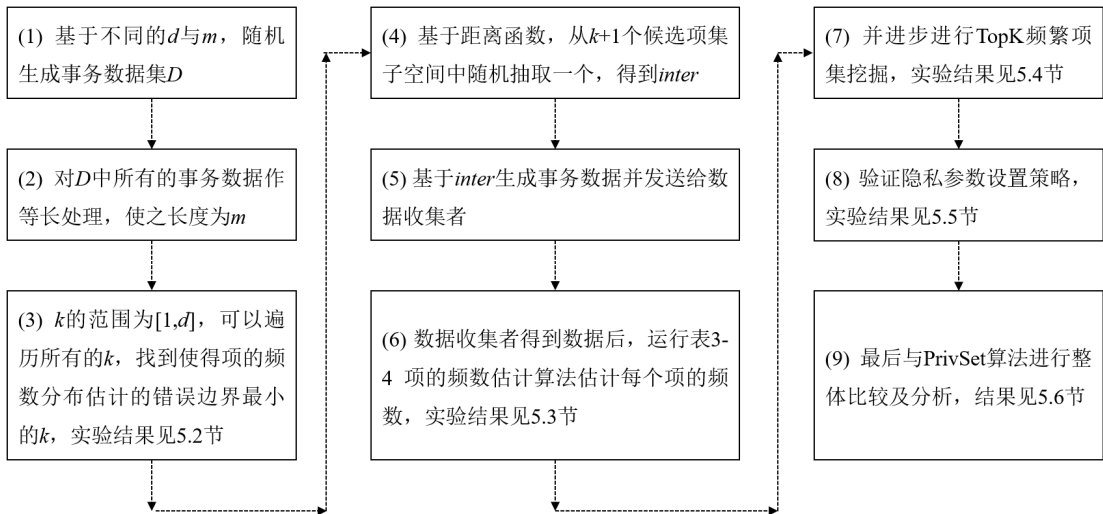 (1) 基于不同的d与m，随机
生成事务数据集D
(2) 对D中所有的事务数据作
等长处理，使之长度为m
(3) k的范围为[1,d]，可以遍
历所有的k，找到使得项的频
数分布估计的错误边界最小
的k，实验结果见5.2节
(4) 基于距离函数，从k+1个候选项集
子空间中随机抽取一个，得到inter
(5) 基于inter生成事务数据并发送给数
据收集者
(6) 数据收集者得到数据后，运行表3-
4 项的频数估计算法估计每个项的频
数，实验结果见5.3节
(7) 并进步进行TopK频繁项
集挖掘，实验结果见5.4节
(8) 验证隐私参数设置策略，
实验结果见5.5节
(9) 最后与PrivSet算法进行整
体比较及分析，结果见5.6节